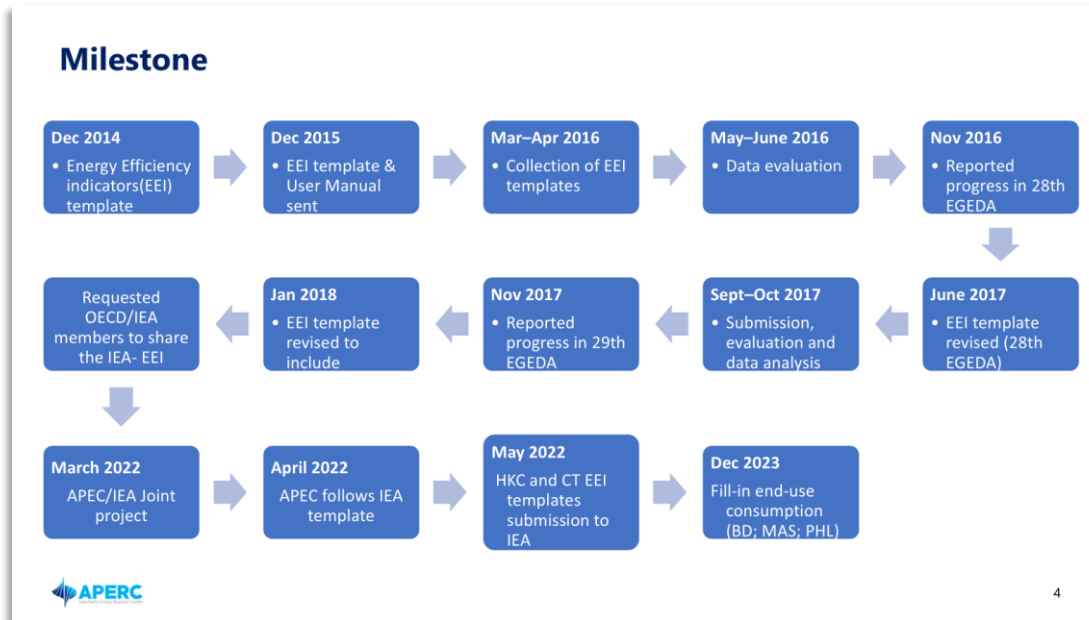 Milestone
Dec 2014
• Energy Efficiency
indicators(EEI)
template
Dec 2015
• EEI template &
User Manual
sent
Mar–Apr 2016
• Collection of EEI
templates
May–June 2016
• Data evaluation
Nov 2016
• Reported
progress in 28th
EGEDA
June 2017
• EEI template
revised (28th
EGEDA)
Sept–Oct 2017
• Submission,
evaluation and
data analysis
Nov 2017
• Reported
progress in 29th
EGEDA
Jan 2018
• EEI template
revised to
include
Requested
OECD/IEA
members to share
the IEA- EEI
March 2022
APEC/IEA Joint
project
April 2022
APEC follows IEA
template
May 2022
HKC and CT EEI
templates
submission to
IEA
Dec 2023
Fill-in end-use
consumption
(BD; MAS; PHL)
APERC
4